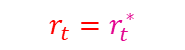 r_t = r_t^*